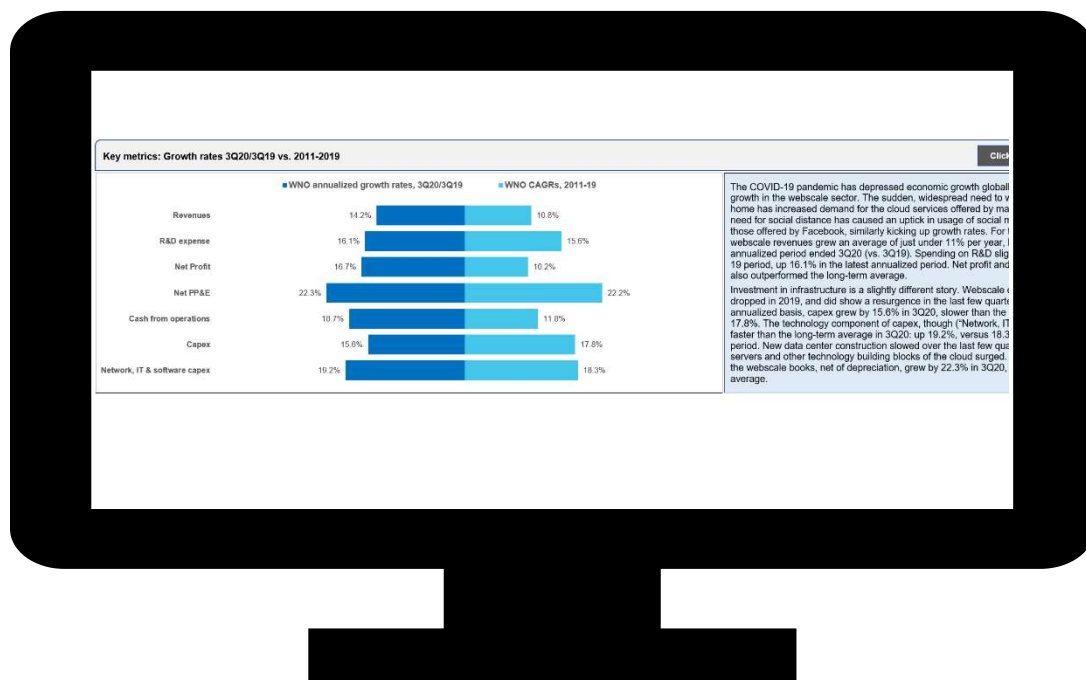 Key metrics: Growth rates 3Q20/3Q19 vs. 2011-2019
Click
WNO annualized growth rates, 3Q20/3Q19
WNO CAGRs, 2011-19
Revenues 14.2% 10.8%
R&D expense 16.1% 15.6%
Net Profit 16.7% 10.2%
Net PP&E 22.3% 22.2%
Cash from operations 18.7% 11.8%
Capex 15.6% 17.8%
Network, IT & software capex 19.2% 18.3%
The COVID-19 pandemic has depressed economic growth globall
growth in the webscale sector. The sudden, widespread need to w
home has increased demand for the cloud services offered by ma
need for social distance has caused an uptick in usage of social m
those offered by Facebook, similarly kicking up growth rates. For
webscale revenues grew an average of just under 11% per year,
annualized period ended 3Q20 (vs. 3Q19). Spending on R&D slig
19 period, up 16.1% in the latest annualized period. Net profit and
also outperformed the long-term average.
Investment in infrastructure is a slightly different story. Webscale
dropped in 2019, and did show a resurgence in the last few quarte
annualized basis, capex grew by 15.6% in 3Q20, slower than the
17.8%. The technology component of capex, though ("Network, IT
faster than the long-term average in 3Q20: up 19.2%, versus 18.3
period. New data center construction slowed over the last few qua
servers and other technology building blocks of the cloud surged.
the webscale books, net of depreciation, grew by 22.3% in 3Q20,
average.